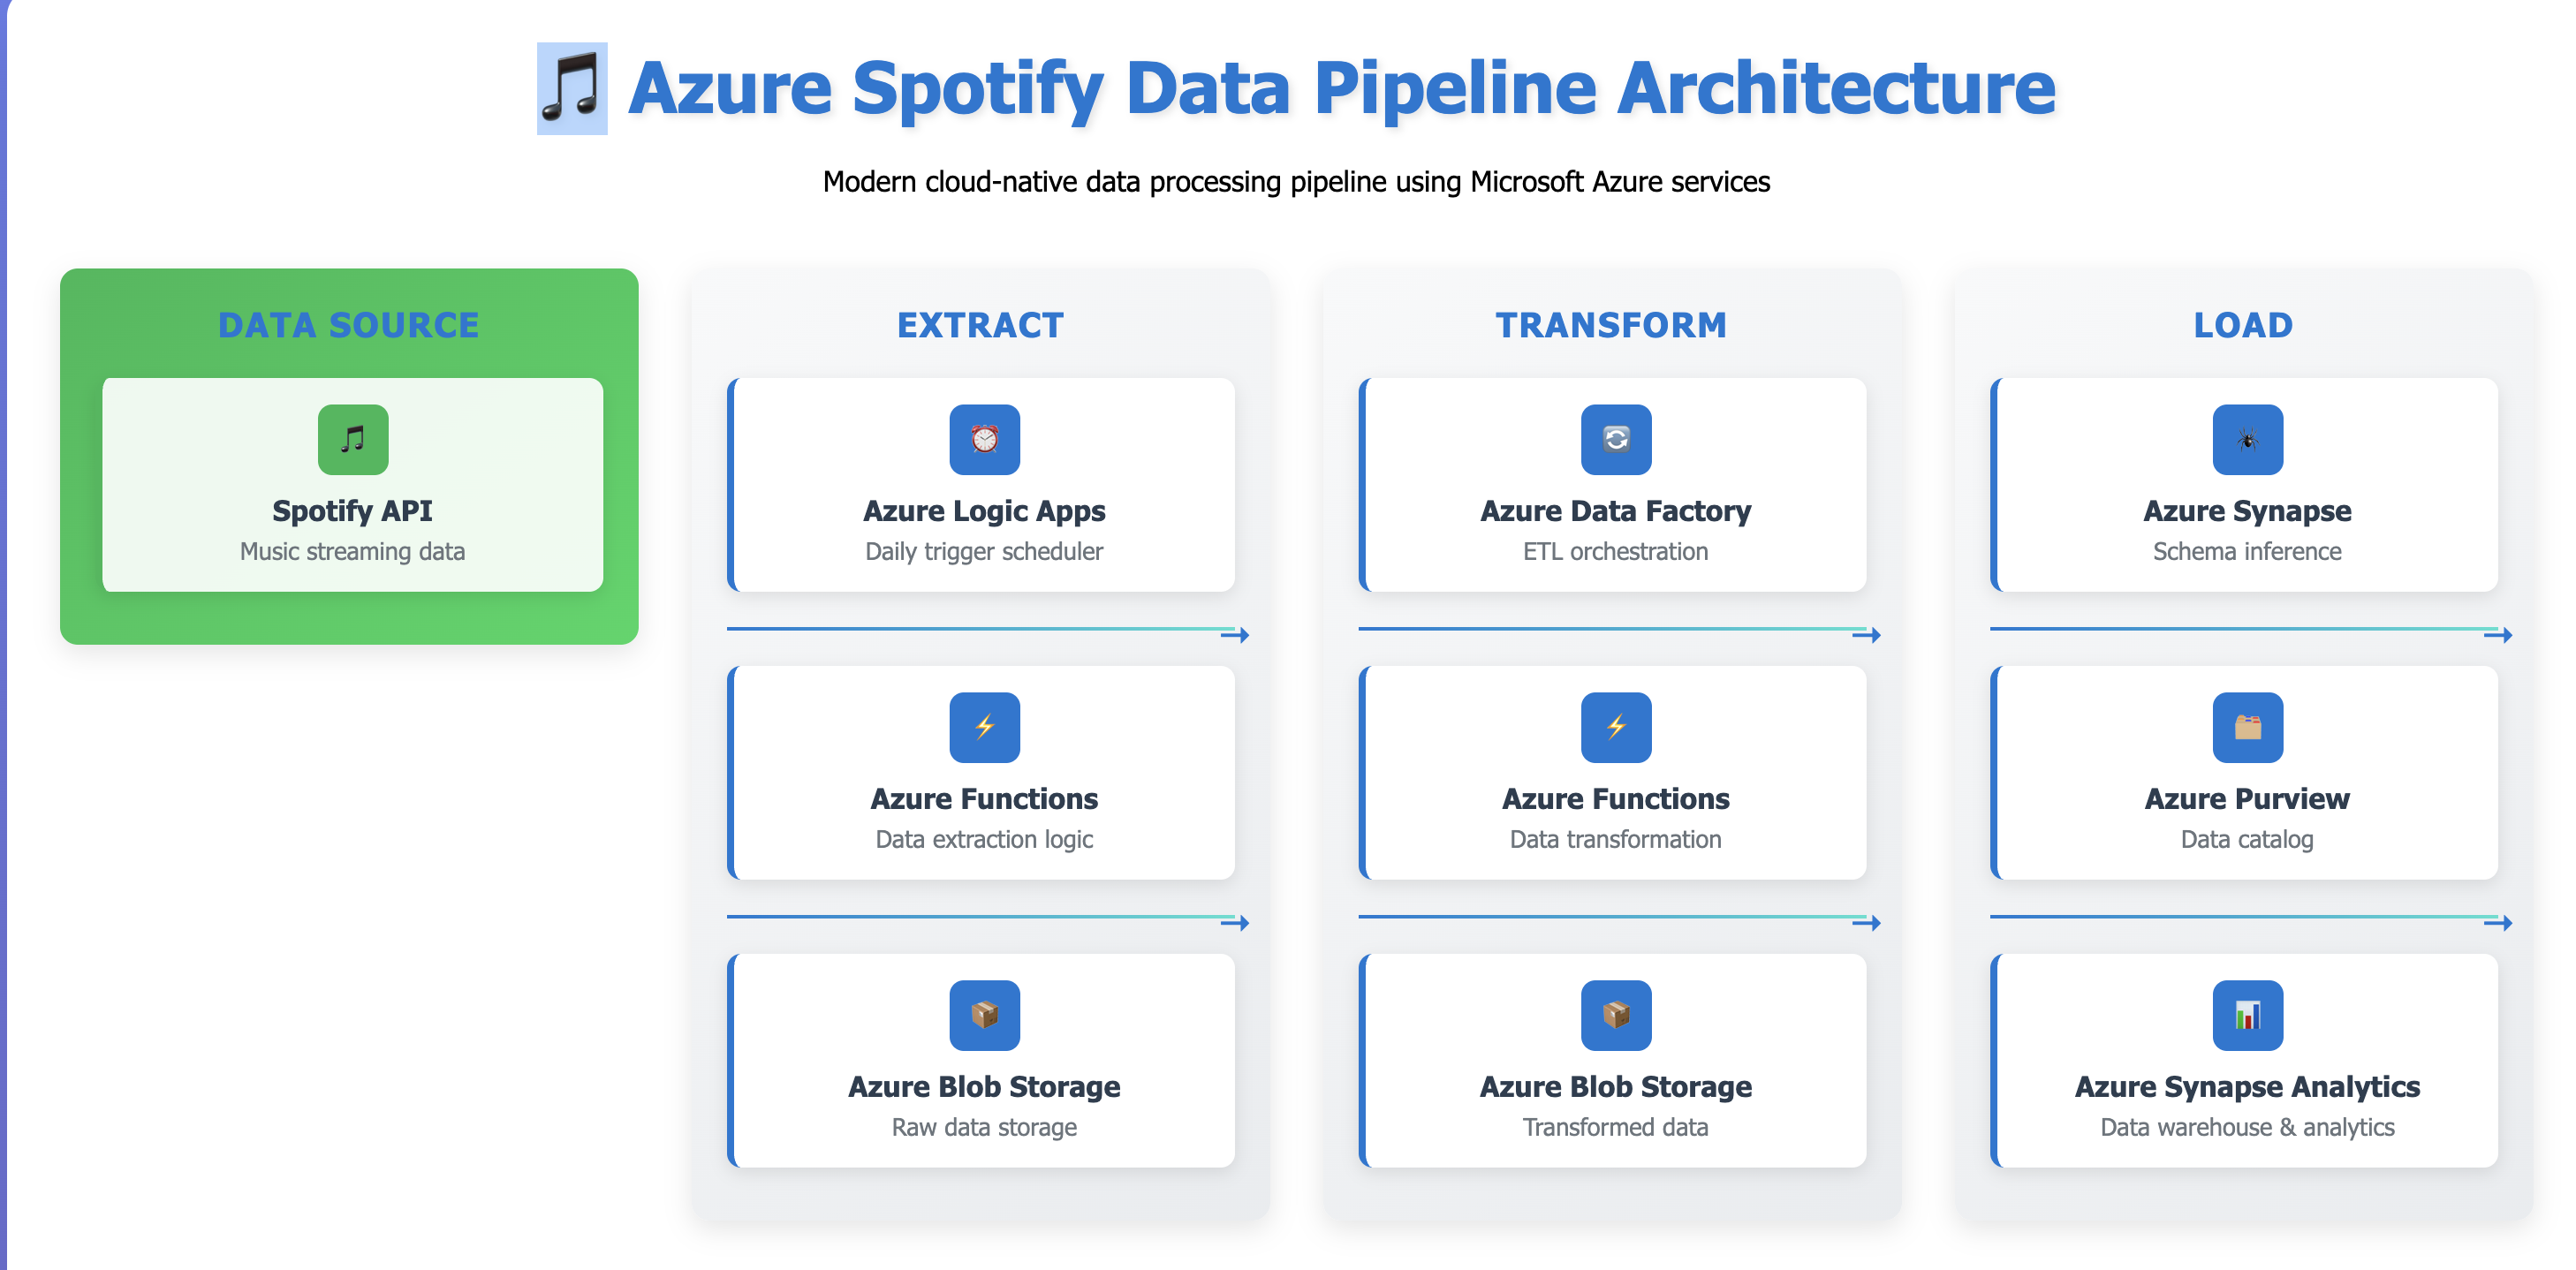 Azure Spotify Data Pipeline Architecture
Modern cloud-native data processing pipeline using Microsoft Azure services
DATA SOURCE
Spotify API
Music streaming data
EXTRACT
Azure Logic Apps
Daily trigger scheduler
Azure Functions
Data extraction logic
Azure Blob Storage
Raw data storage
TRANSFORM
Azure Data Factory
ETL orchestration
Azure Functions
Data transformation
Azure Blob Storage
Transformed data
LOAD
Azure Synapse
Schema inference
Azure Purview
Data catalog
Azure Synapse Analytics
Data warehouse & analytics